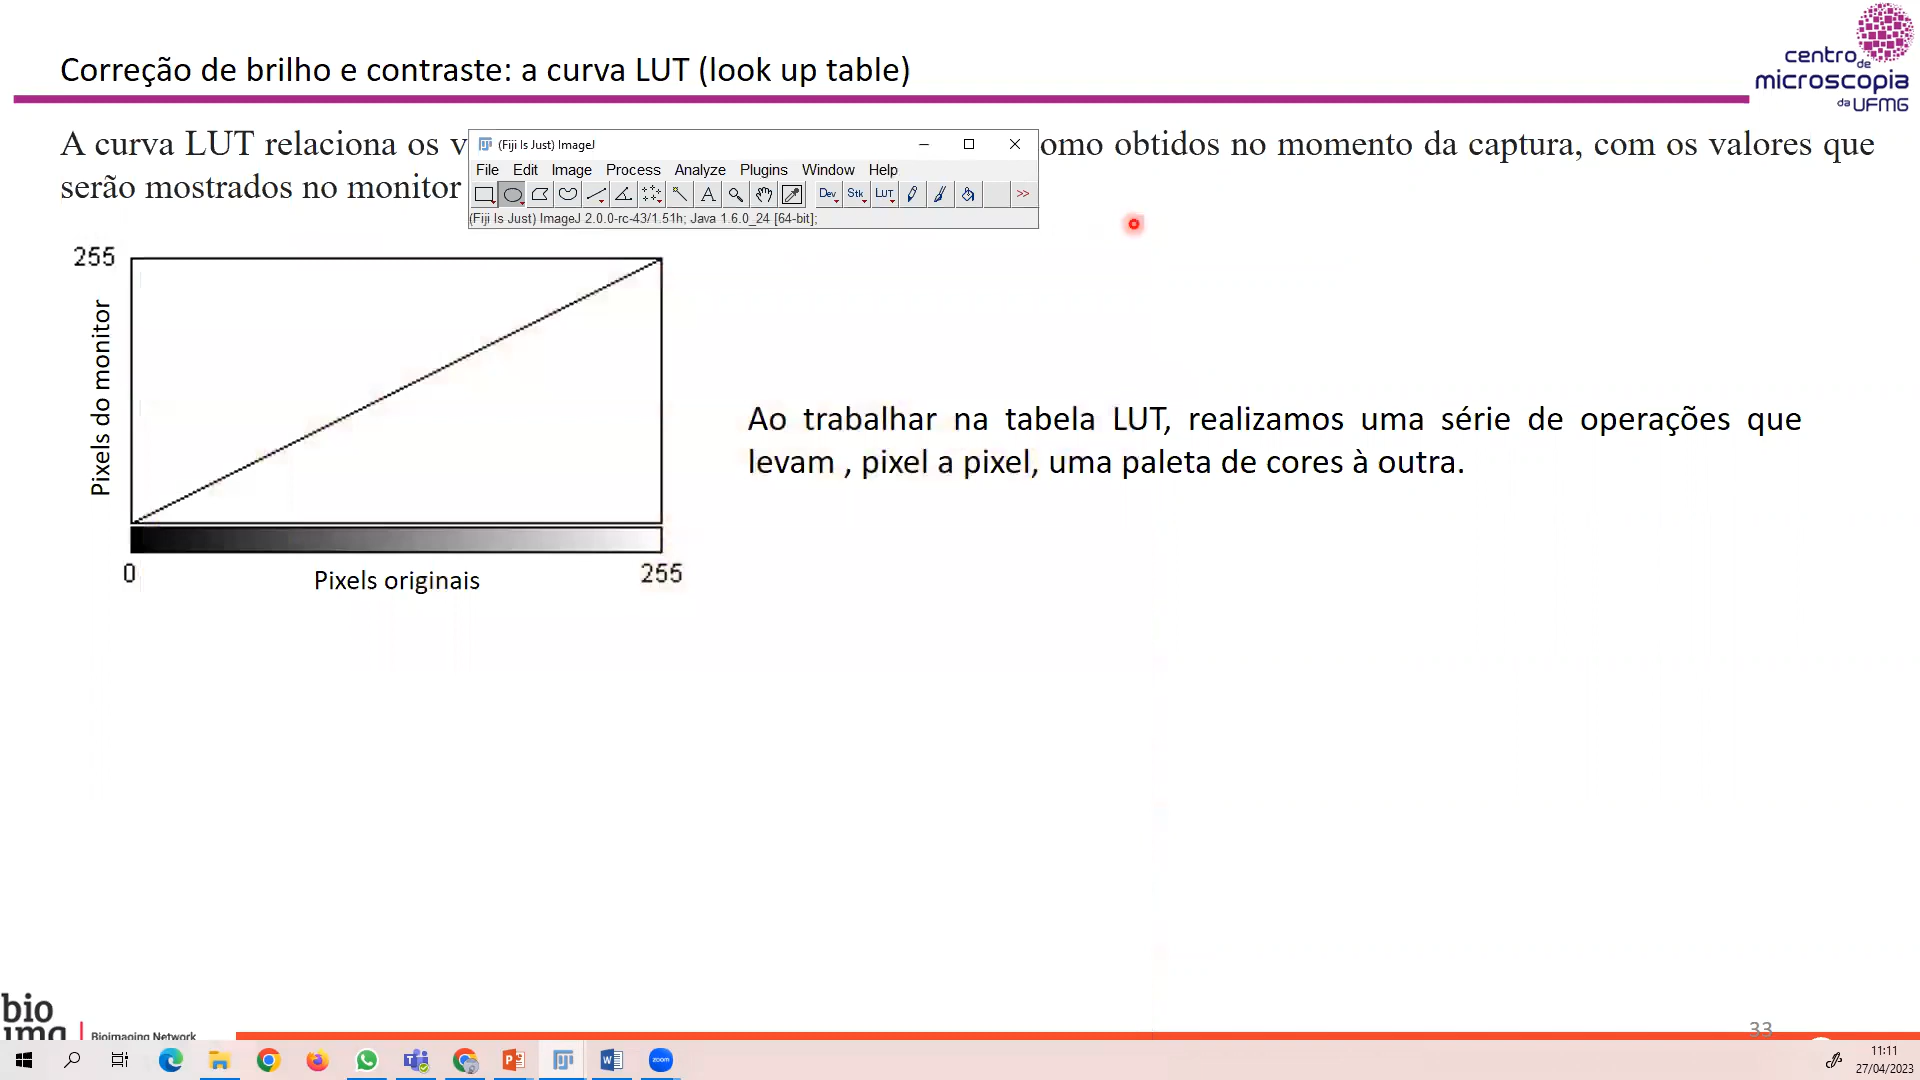 Correção de brilho e contraste: a curva LUT (look up table)
centro de
microscopia
da UFMG
A curva LUT relaciona os v omo obtidos no momento da captura, com os valores que
serão mostrados no monitor
(Fiji Is Just) ImageJ
File Edit Image Process Analyze Plugins Window Help
Dev Stk LUT >>
(Fiji Is Just) ImageJ 2.0.0-rc-43/1.51h; Java 1.6.0_24 [64-bit];
255
Pixels do monitor
0
Pixels originais
255
Ao trabalhar na tabela LUT, realizamos uma série de operações que
levam , pixel a pixel, uma paleta de cores à outra.
bio
img
Bioimaging Network
33
zoom
11:11
27/04/2023